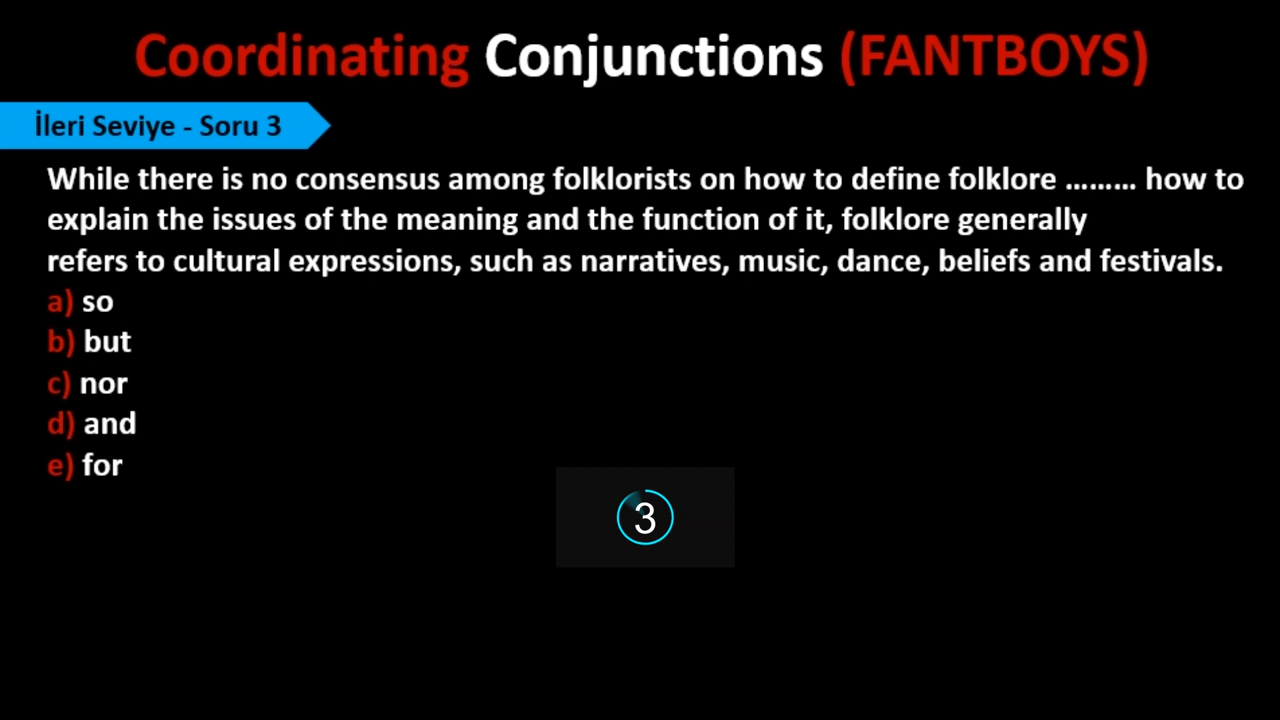 Coordinating Conjunctions (FANTBOYS)
İleri Seviye - Soru 3
While there is no consensus among folklorists on how to define folklore ......... how to
explain the issues of the meaning and the function of it, folklore generally
refers to cultural expressions, such as narratives, music, dance, beliefs and festivals.
a) so
b) but
c) nor
d) and
e) for
3